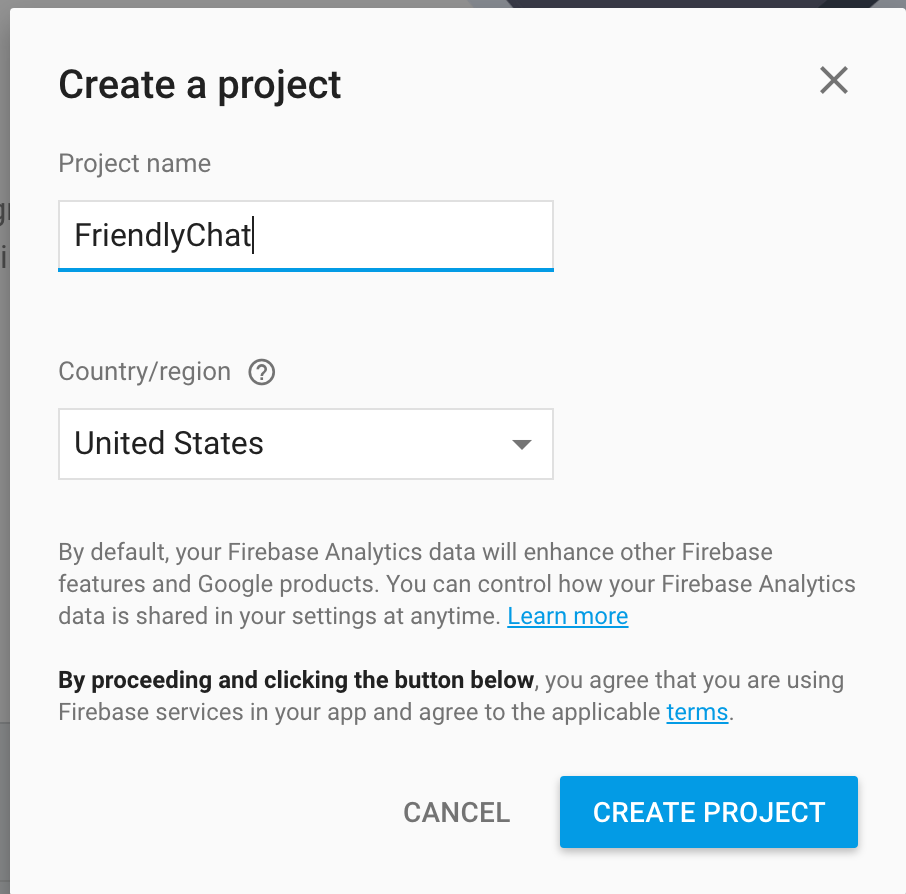 Create a project
Project name
FriendlyChat
Country/region
United States
By default, your Firebase Analytics data will enhance other Firebase
features and Google products. You can control how your Firebase Analytics
data is shared in your settings at anytime. Learn more
By proceeding and clicking the button below, you agree that you are using
Firebase services in your app and agree to the applicable terms.
CANCEL
CREATE PROJECT